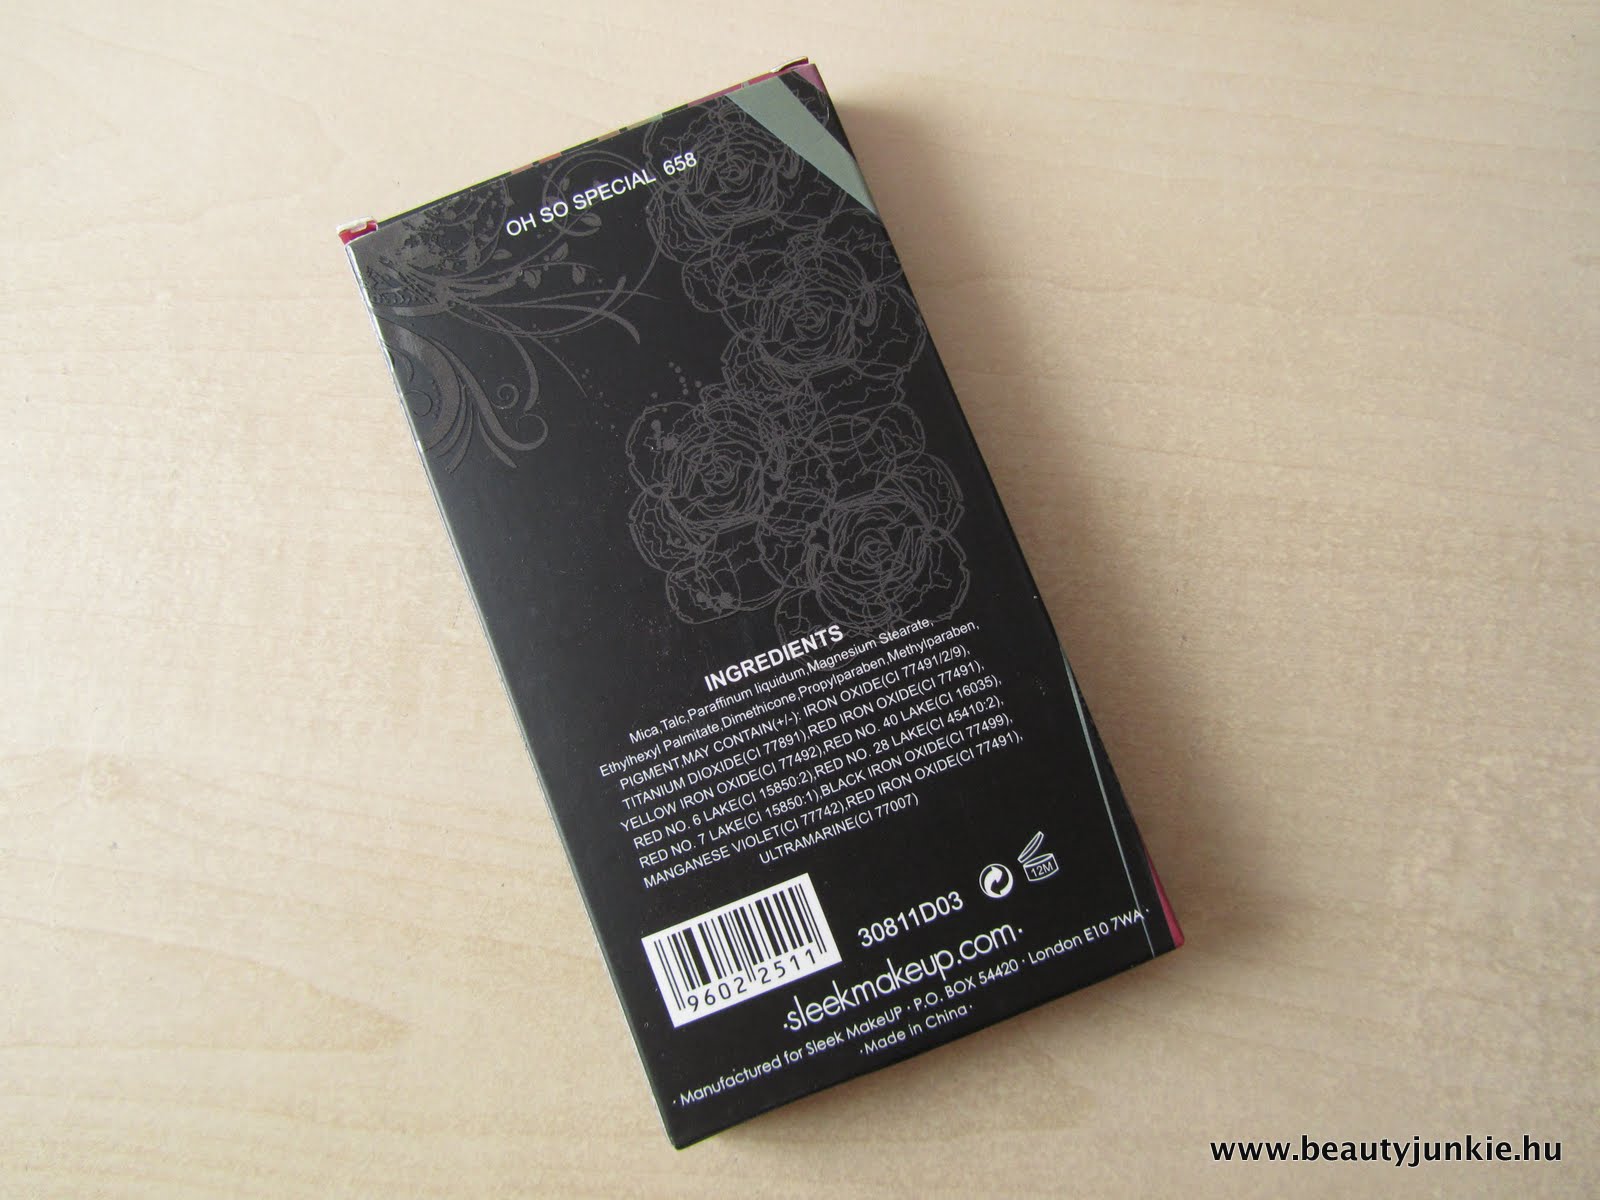 OH SO SPECIAL 658
INGREDIENTS
Mica,Talc,Paraffinum liquidum,Magnesium Stearate,
Ethylhexyl Palmitate,Dimethicone,Propylparaben,Methylparaben,
PIGMENT,MAY CONTAIN(+/-): IRON OXIDE(CI 77491/2/9),
TITANIUM DIOXIDE(CI 77891),RED IRON OXIDE(CI 77491),
YELLOW IRON OXIDE(CI 77492),RED NO. 40 LAKE(CI 16035),
RED NO. 6 LAKE(CI 15850:2),RED NO. 28 LAKE(CI 45410:2),
RED NO. 7 LAKE(CI 15850:1),BLACK IRON OXIDE(CI 77499),
MANGANESE VIOLET(CI 77742),RED IRON OXIDE(CI 77491),
ULTRAMARINE(CI 77007)
12M
30811D03
9602 2511
·sleekmakeup.com·
· Manufactured for Sleek MakeUP · P.O. BOX 54420 · London E10 7WA ·
·Made in China·
www.beautyjunkie.hu